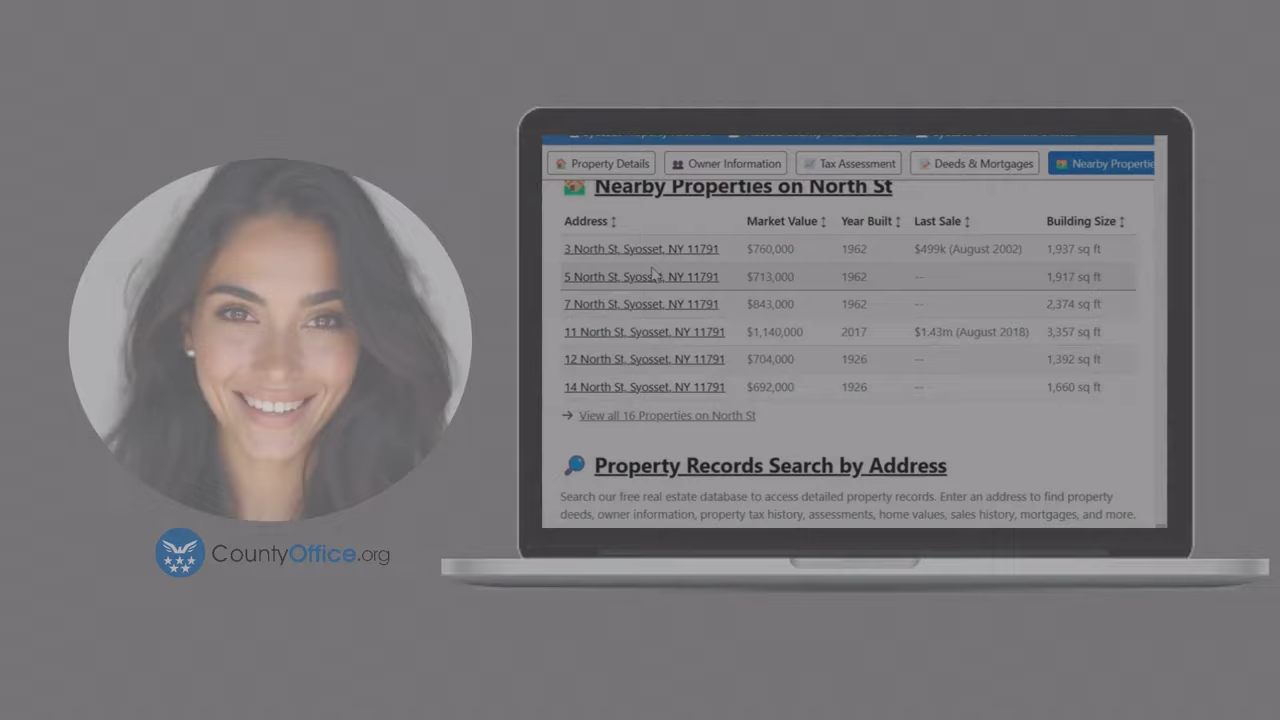 Property Details
Owner Information
Tax Assessment
Deeds & Mortgages
Nearby Propertie
Nearby Properties on North St
Address Market Value Year Built Last Sale Building Size
3 North St, Syosset, NY 11791 $760,000 1962 $499k (August 2002) 1,937 sq ft
5 North St, Syosset, NY 11791 $713,000 1962 -- 1,917 sq ft
7 North St, Syosset, NY 11791 $843,000 1962 2,374 sq ft
11 North St, Syosset, NY 11791 $1,140,000 2017 $1.43m (August 2018) 3,357 sq ft
12 North St, Syosset, NY 11791 $704,000 1926 -- 1,392 sq ft
14 North St, Syosset, NY 11791 $692,000 1926 -- 1,660 sq ft
View all 16 Properties on North St
Property Records Search by Address
Search our free real estate database to access detailed property records. Enter an address to find property
deeds, owner information, property tax history, assessments, home values, sales history, mortgages, and more.
CountyOffice.org